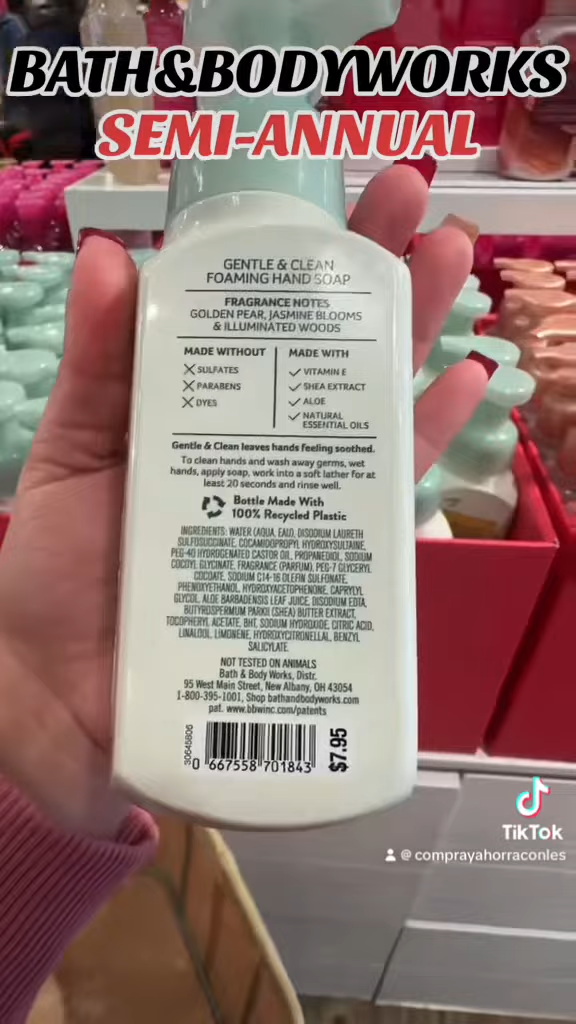 BATH&BODYWORKS
SEMI-ANNUAL
GENTLE & CLEAN
FOAMING HAND SOAP
FRAGRANCE NOTES
GOLDEN PEAR, JASMINE BLOOMS
& ILLUMINATED WOODS
MADE WITHOUT
SULFATES
PARABENS
DYES
MADE WITH
VITAMIN E
SHEA EXTRACT
ALOE
NATURAL
ESSENTIAL OILS
Gentle & Clean leaves hands feeling soothed.
To clean hands and wash away germs, wet
hands, apply soap, work into a soft lather for at
least 20 seconds and rinse well.
Bottle Made With
100% Recycled Plastic
INGREDIENTS: WATER (AQUA, EAU), DISODIUM LAURETH
SULFOSUCCINATE, COCAMIDOPROPYL HYDROXYSULTAINE,
PEG-40 HYDROGENATED CASTOR OIL, PROPANEDIOL, SODIUM
COCOYL GLYCINATE, FRAGRANCE (PARFUM), PEG-7 GLYCERYL
COCOATE, SODIUM C14-16 OLEFIN SULFONATE,
PHENOXYETHANOL, HYDROXYACETOPHENONE, CAPRYLYL
GLYCOL, ALOE BARBADENSIS LEAF JUICE, DISODIUM EDTA,
BUTYROSPERMUM PARKII (SHEA) BUTTER EXTRACT,
TOCOPHERYL ACETATE, BHT, SODIUM HYDROXIDE, CITRIC ACID,
LINALOOL, LIMONENE, HYDROXYCITRONELLAL, BENZYL
SALICYLATE.
NOT TESTED ON ANIMALS
Bath & Body Works, Distr.
95 West Main Street, New Albany, OH 43054
1-800-395-1001, Shop bathandbodyworks.com
pat. www.bbwinc.com/patents
30645806
0 667558 701843
$7.95
TikTok
@ comprayahorraconles